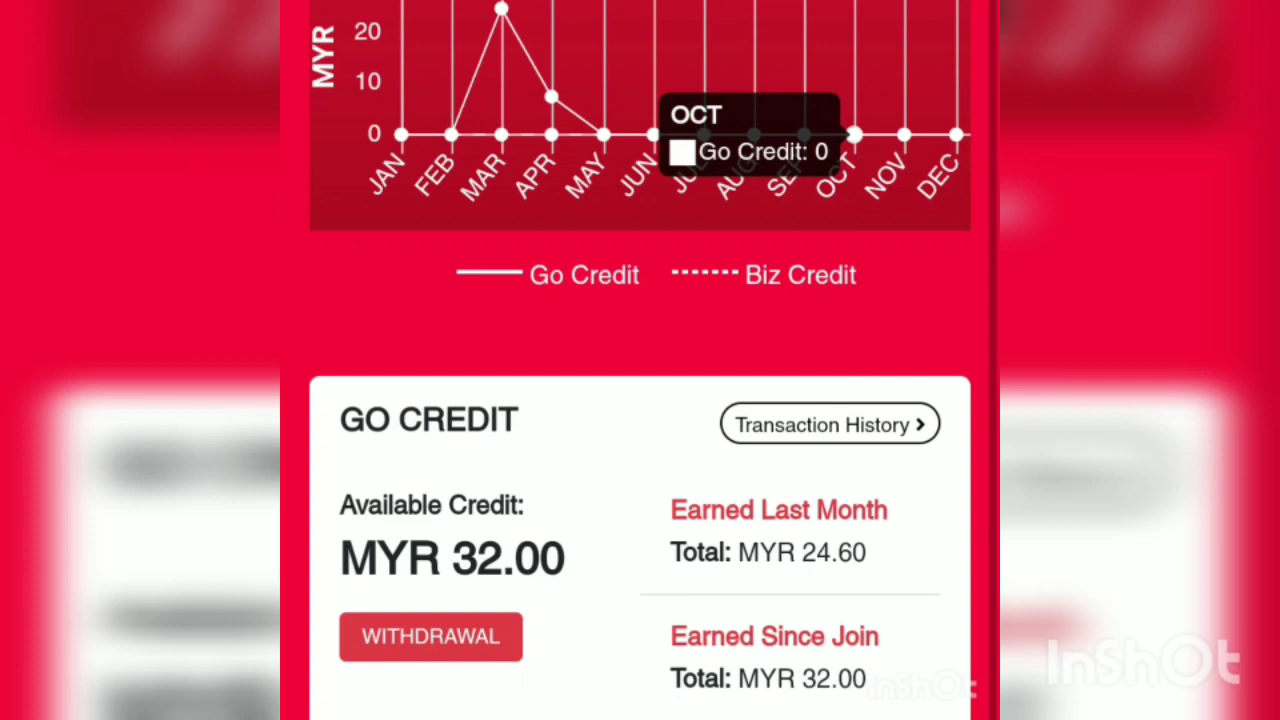 MYR
20
10
0
OCT
Go Credit: 0
JAN
FEB
MAR
APR
MAY
JUN
OCT
NOV
DEC
Go Credit
Biz Credit
GO CREDIT
Transaction History
Available Credit:
MYR 32.00
WITHDRAWAL
Earned Last Month
Total: MYR 24.60
Earned Since Join
Total: MYR 32.00
InShOt
InShOt